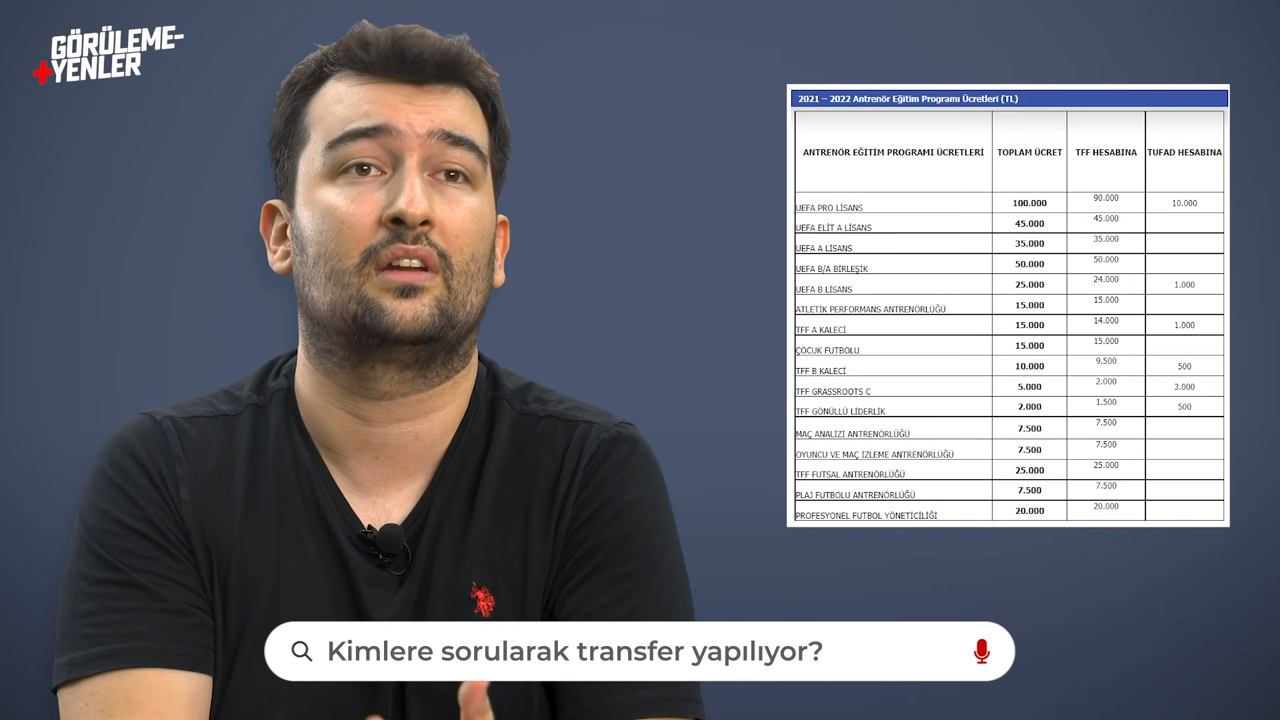 GÖRÜLEME-
+YENLER
2021 – 2022 Antrenör Eğitim Programı Ücretleri (TL)
ANTRENÖR EĞİTİM PROGRAMI ÜCRETLERİ TOPLAM ÜCRET TFF HESABINA TUFAD HESABINA
UEFA PRO LİSANS 100.000 90.000 10.000
UEFA ELİT A LİSANS 45.000 45.000
UEFA A LİSANS 35.000 35.000
UEFA B/A BİRLEŞİK 50.000 50.000
UEFA B LİSANS 25.000 24.000 1.000
ATLETİK PERFORMANS ANTRENÖRLÜĞÜ 15.000 15.000
TFF A KALECİ 15.000 14.000 1.000
ÇOCUK FUTBOLU 15.000 15.000
TFF B KALECİ 10.000 9.500 500
TFF GRASSROOTS C 5.000 2.000 3.000
TFF GÖNÜLLÜ LİDERLİK 2.000 1.500 500
MAÇ ANALİZİ ANTRENÖRLÜĞÜ 7.500 7.500
OYUNCU VE MAÇ İZLEME ANTRENÖRLÜĞÜ 7.500 7.500
TFF FUTSAL ANTRENÖRLÜĞÜ 25.000 25.000
PLAJ FUTBOLU ANTRENÖRLÜĞÜ 7.500 7.500
PROFESYONEL FUTBOL YÖNETİCİLİĞİ 20.000 20.000
Kimlere sorularak transfer yapılıyor?